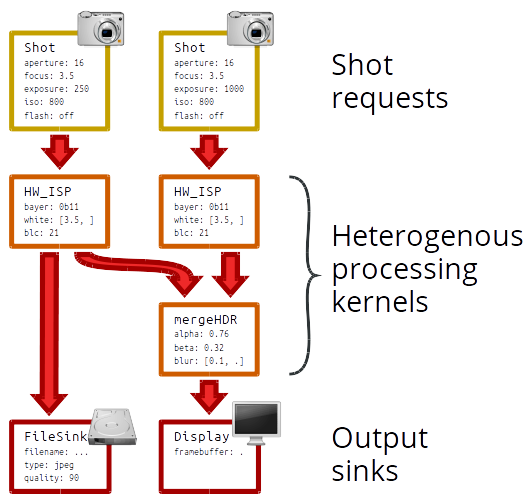 Shot
aperture: 16
focus: 3.5
exposure: 250
iso: 800
flash: off
Shot
aperture: 16
focus: 3.5
exposure: 1000
iso: 800
flash: off
Shot
requests
HW_ISP
bayer: 0b11
white: [3.5, ]
blc: 21
HW_ISP
bayer: 0b11
white: [3.5, ]
blc: 21
Heterogenous
processing
kernels
mergeHDR
alpha: 0.76
beta: 0.32
blur: [0.1, .]
FileSink
filename: ...
type: jpeg
quality: 90
Display
framebuffer: .
Output
sinks